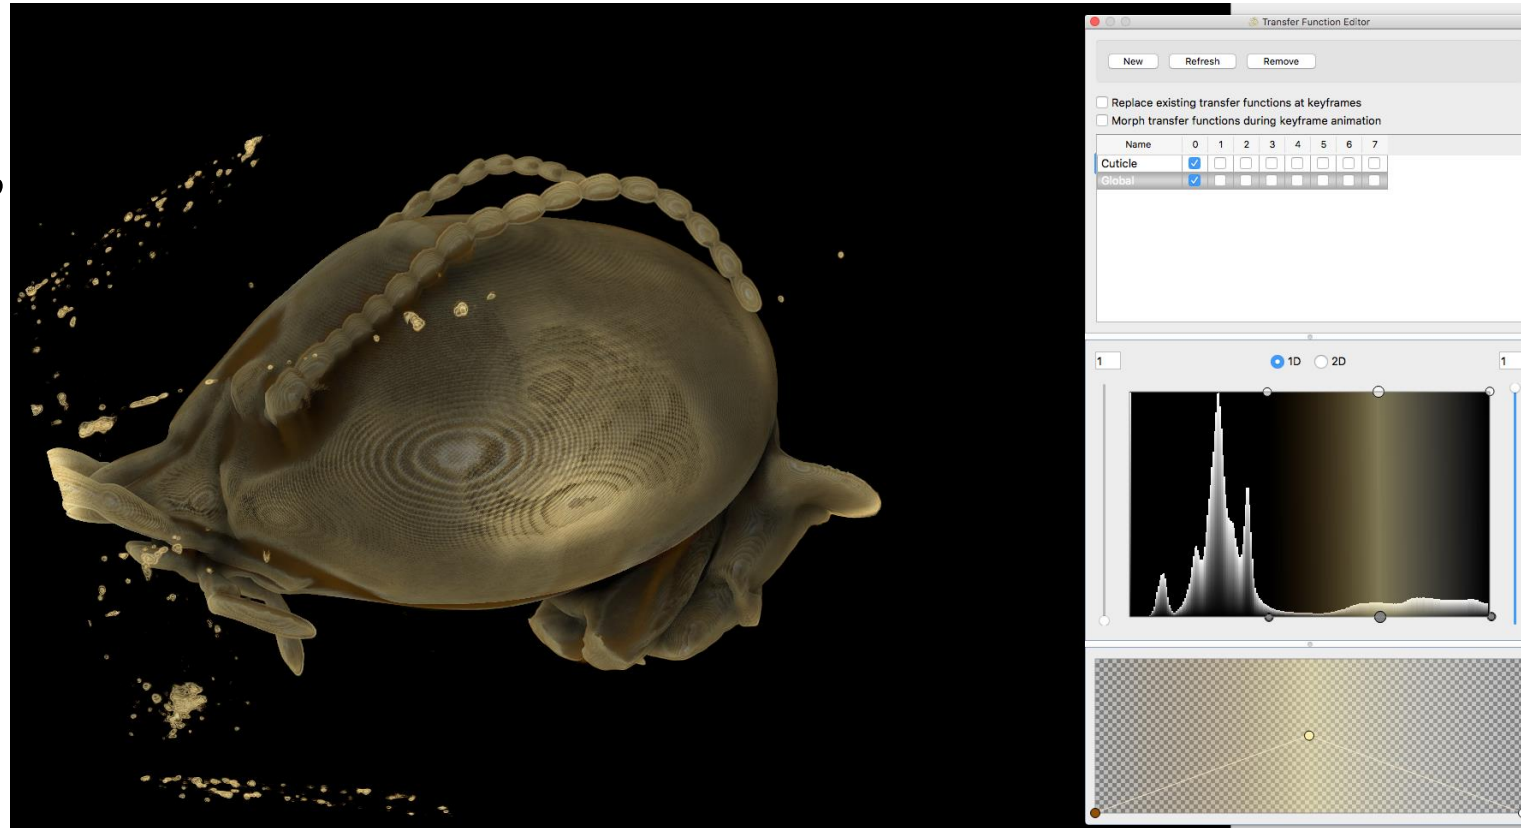 Transfer Function Editor
New Refresh Remove
Replace existing transfer functions at keyframes
Morph transfer functions during keyframe animation
Name 0 1 2 3 4 5 6 7
Cuticle
Global
1 1D 2D 1